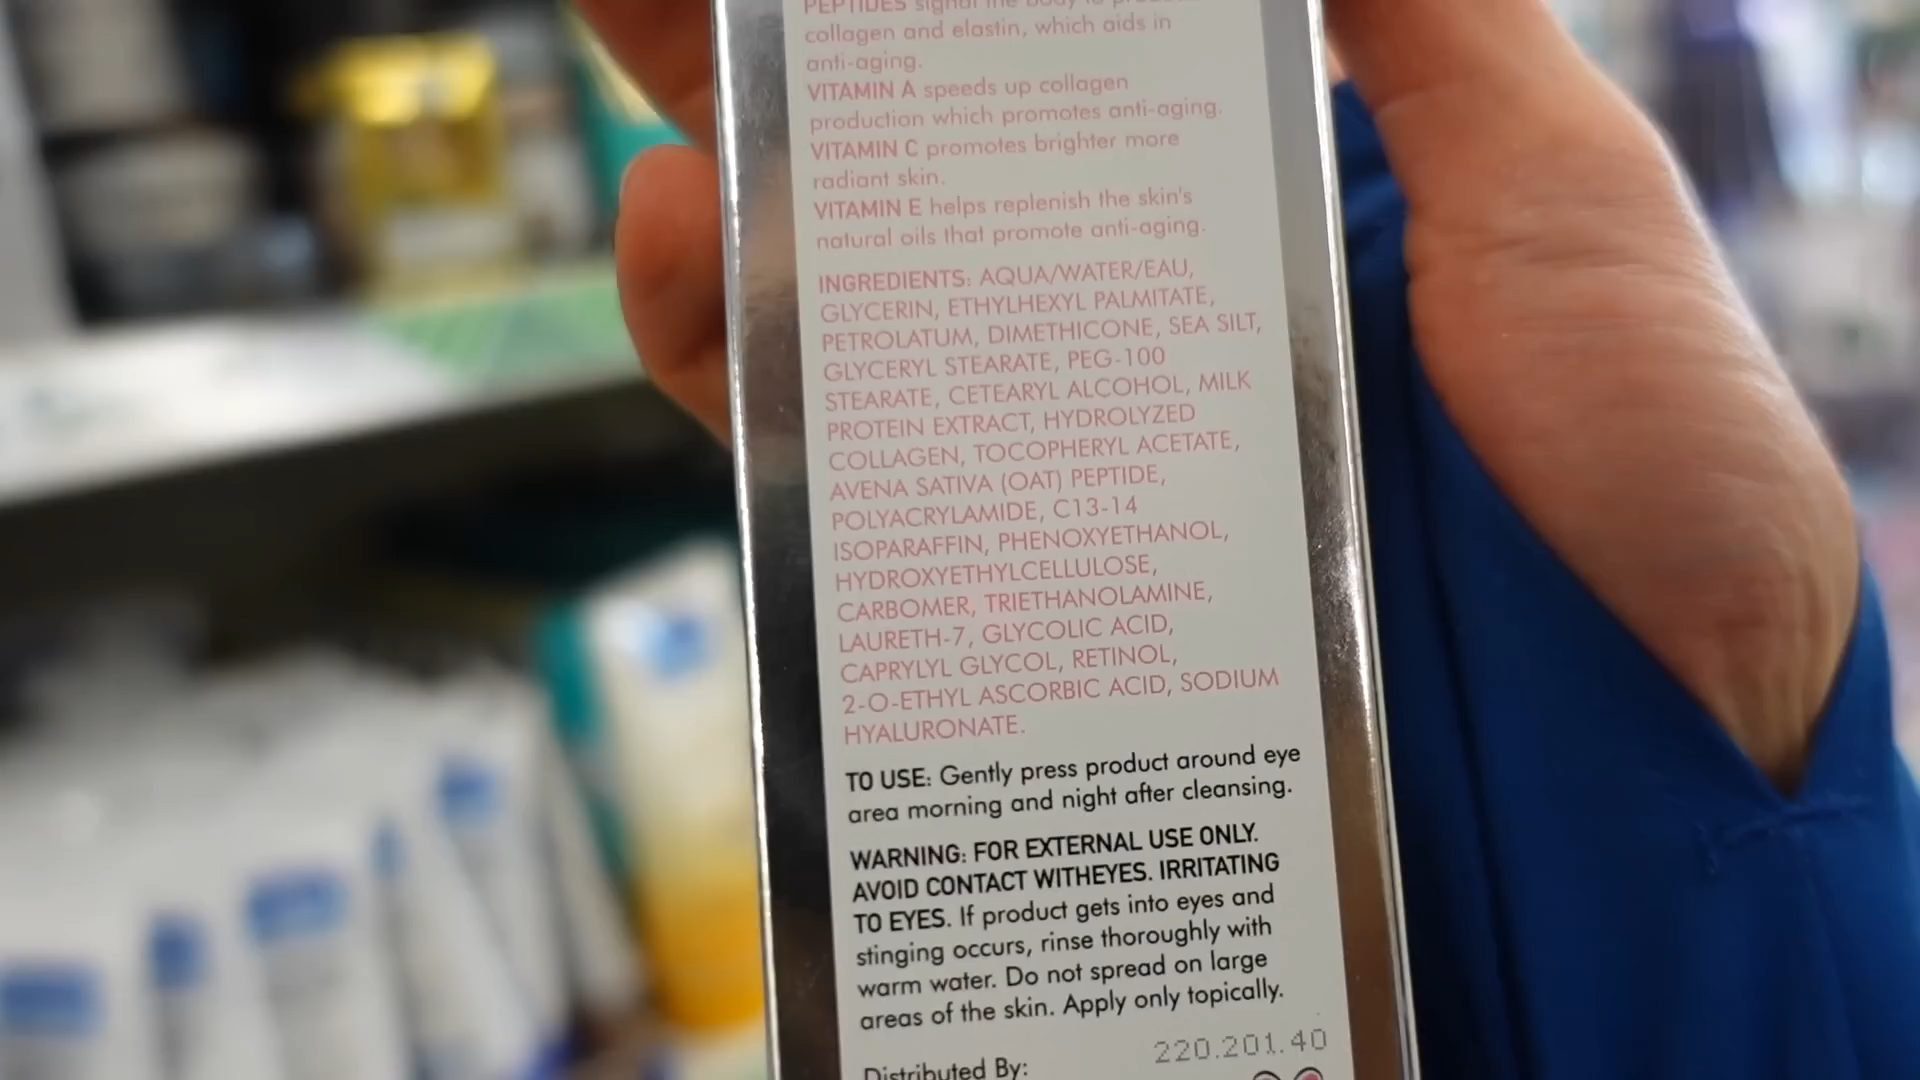 PEPTIDES signal the body to
collagen and elastin, which aids in
anti-aging.
VITAMIN A speeds up collagen
production which promotes anti-aging.
VITAMIN C promotes brighter more
radiant skin.
VITAMIN E helps replenish the skin's
natural oils that promote anti-aging.
INGREDIENTS: AQUA/WATER/EAU,
GLYCERIN, ETHYLHEXYL PALMITATE,
PETROLATUM, DIMETHICONE, SEA SILT,
GLYCERYL STEARATE, PEG-100
STEARATE, CETEARYL ALCOHOL, MILK
PROTEIN EXTRACT, HYDROLYZED
COLLAGEN, TOCOPHERYL ACETATE,
AVENA SATIVA (OAT) PEPTIDE,
POLYACRYLAMIDE, C13-14
ISOPARAFFIN, PHENOXYETHANOL,
HYDROXYETHYLCELLULOSE,
CARBOMER, TRIETHANOLAMINE,
LAURETH-7, GLYCOLIC ACID,
CAPRYLYL GLYCOL, RETINOL,
2-O-ETHYL ASCORBIC ACID, SODIUM
HYALURONATE.
TO USE: Gently press product around eye
area morning and night after cleansing.
WARNING: FOR EXTERNAL USE ONLY.
AVOID CONTACT WITHEYES. IRRITATING
TO EYES. If product gets into eyes and
stinging occurs, rinse thoroughly with
warm water. Do not spread on large
areas of the skin. Apply only topically.
220.201.40
Distributed By: